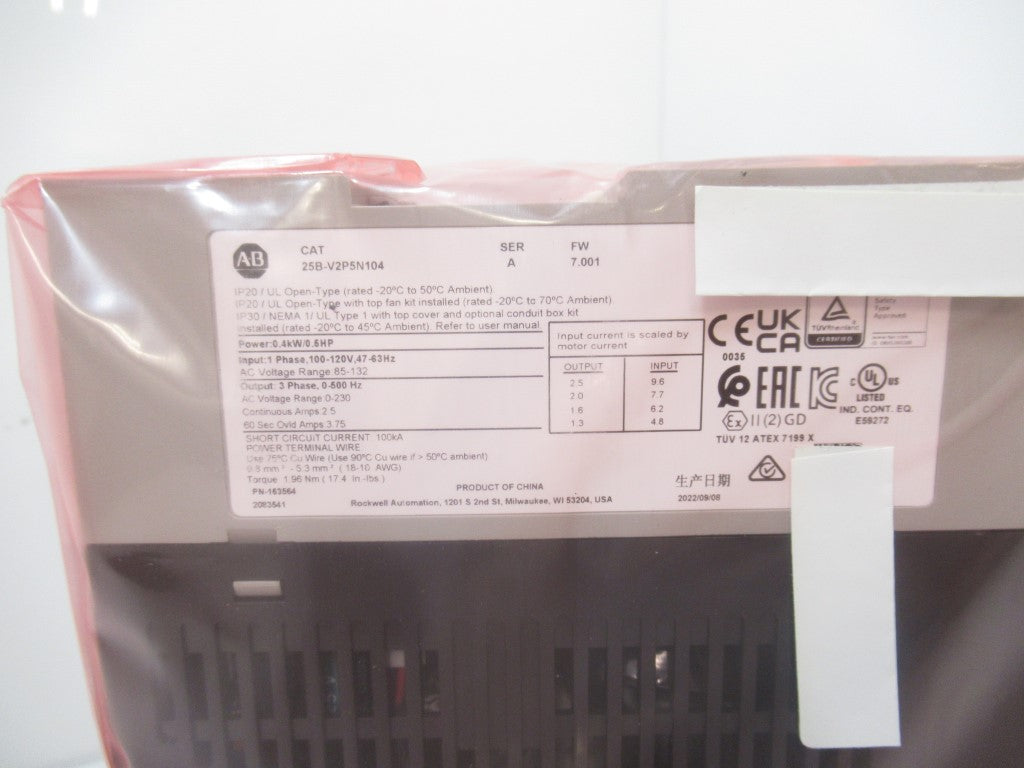 AB
CAT
25B-V2P5N104
SER
A
FW
7.001
IP20 / UL Open-Type (rated -20°C to 50°C Ambient).
IP20 / UL Open-Type with top fan kit installed (rated -20°C to 70°C Ambient).
IP30 / NEMA 1/ UL Type 1 with top cover and optional conduit box kit
installed (rated -20°C to 45°C Ambient). Refer to user manual.
Power:0.4kW/0.5HP
Input:1 Phase,100-120V,47-63Hz
AC Voltage Range:85-132
Output: 3 Phase, 0-500 Hz
AC Voltage Range:0-230
Continuous Amps 2.5
60 Sec Ovld Amps 3.75
SHORT CIRCUIT CURRENT: 100kA
POWER TERMINAL WIRE
Use 75°C Cu Wire (Use 90°C Cu wire if > 50°C ambient)
0.8 mm² - 5.3 mm² ( 18-10 AWG)
Torque 1.96 Nm ( 17.4 In -lbs )
PN-163564
2083541
Input current is scaled by
motor current
OUTPUT INPUT
2.5 9.6
2.0 7.7
1.6 6.2
1.3 4.8
PRODUCT OF CHINA
Rockwell Automation, 1201 S 2nd St, Milwaukee, WI 53204, USA
CE
0035
UK
CA
TÜVRheinland
CERTIFIED
Safety
Type
Approved
EAC
KC
C UL US
LISTED
IND. CONT. EQ.
E59272
Ex II (2) GD
TÜV 12 ATEX 7199 X
生产日期
2022/09/08